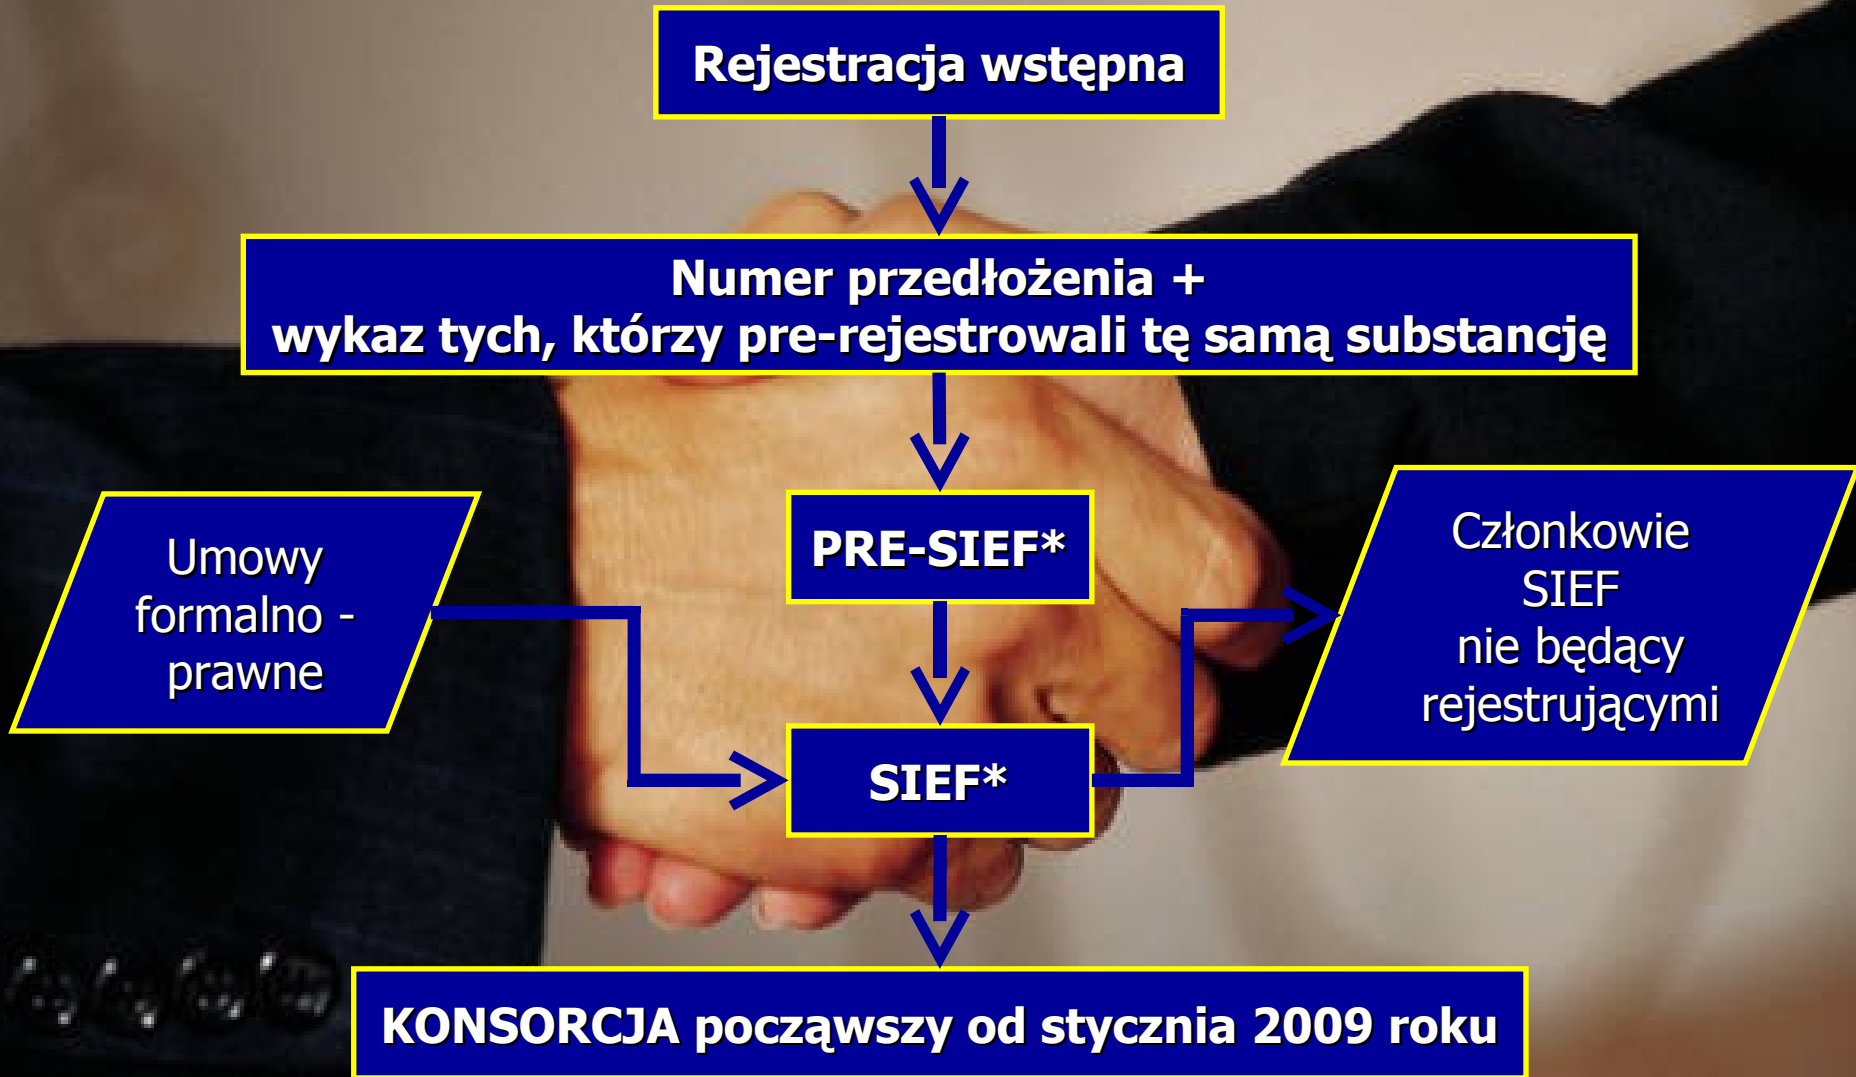 Rejestracja wstępna
Numer przedłożenia +
wykaz tych, którzy pre-rejestrowali tę samą substancję
PRE-SIEF*
Umowy
formalno -
prawne
Członkowie
SIEF
nie będący
rejestrującymi
SIEF*
KONSORCJA począwszy od stycznia 2009 roku